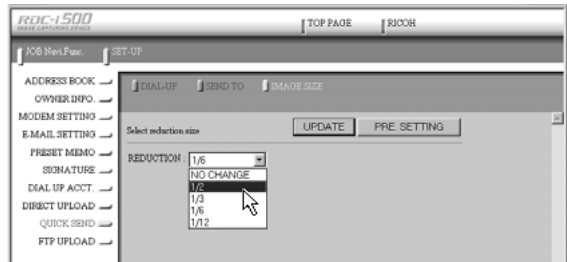 RDC-i 500
IMAGE CAPTURING DEVICE
TOP PAGE
RICOH
JOB Navi.Func.
SET-UP
ADDRESS BOOK
OWNER INFO.
MODEM SETTING
E-MAIL SETTING
PRESET MEMO
SIGNATURE
DIAL UP ACCT.
DIRECT UPLOAD
QUICK SEND
FTP UPLOAD
DIAL-UP
SEND TO
IMAGE SIZE
Select reduction size
UPDATE
PRE. SETTING
REDUCTION : 1/6
NO CHANGE
1/2
1/3
1/6
1/12